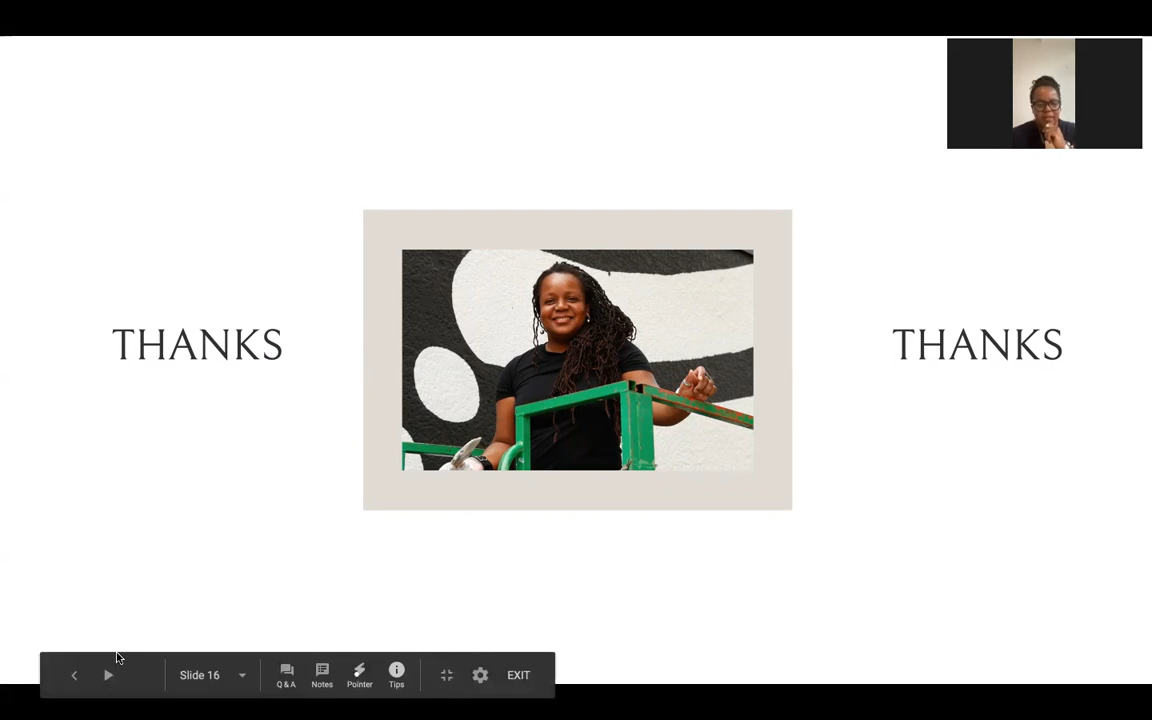 THANKS
THANKS
Slide 16
Q & A
Notes
Pointer
Tips
EXIT